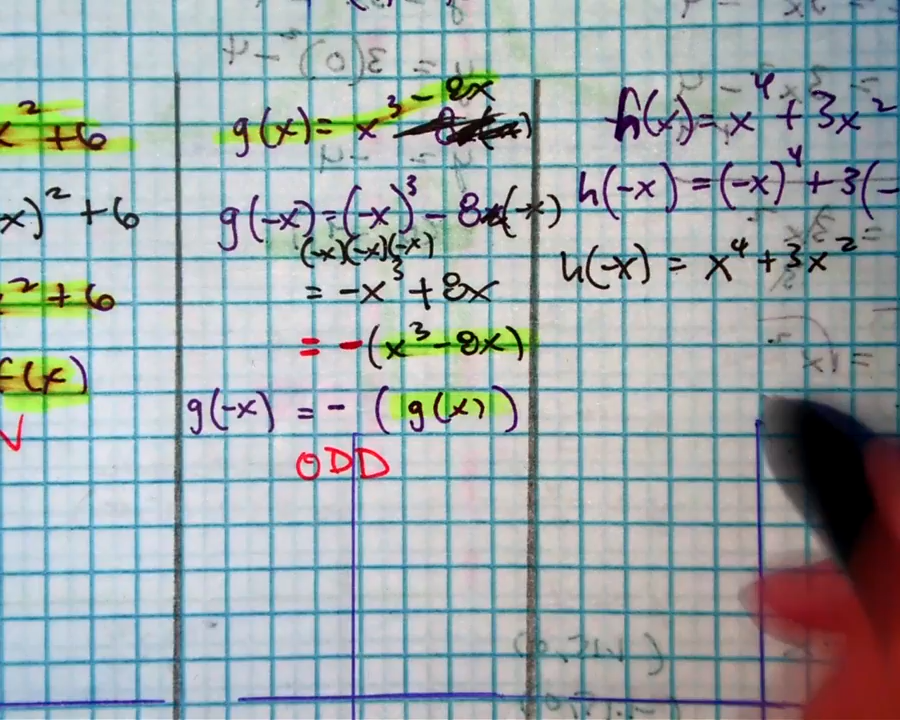 x² + 6
x)² + 6
² + 6
f(x)
g(x) = x³ - 8x
g(-x) = (-x)³ - 8(-x)
(-x)(-x)(-x)
= -x³ + 8x
= -(x³ - 8x)
g(-x) = - (g(x))
ODD
h(x) = x⁴ + 3x²
h(-x) = (-x)⁴ + 3(-
h(-x) = x⁴ + 3x²